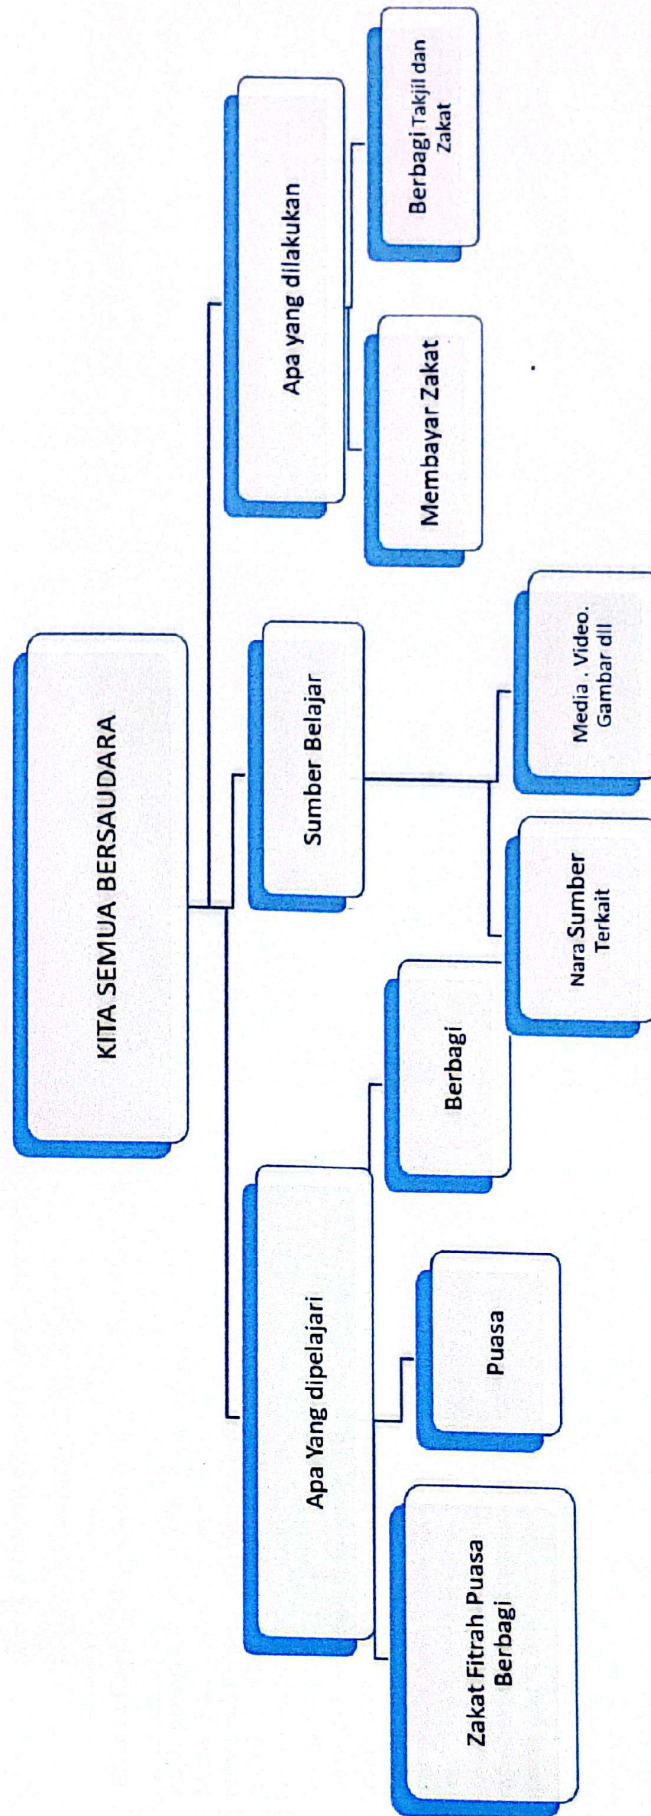 KITA SEMUA BERSAUDARA
Apa Yang dipelajari
Sumber Belajar
Apa yang dilakukan
Zakat Fitrah Puasa
Berbagi
Puasa
Berbagi
Nara Sumber
Terkait
Media , Video.
Gambar dll
Membayar Zakat
Berbagi Takjil dan
Zakat